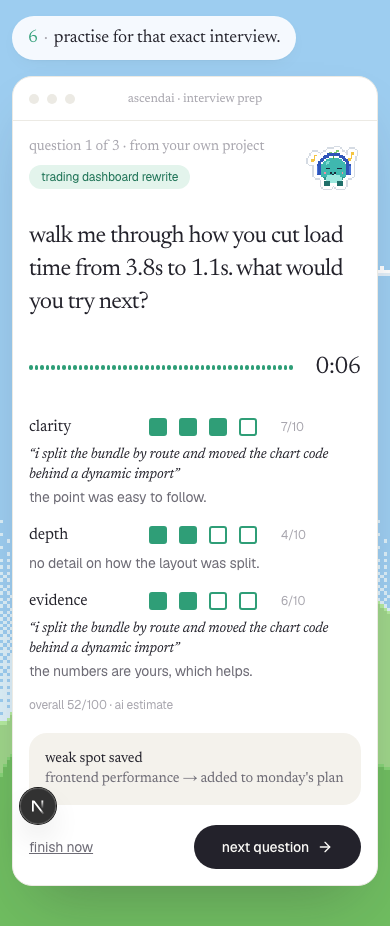 6 · practise for that exact interview.
ascendai · interview prep
question 1 of 3 · from your own project
trading dashboard rewrite
walk me through how you cut load
time from 3.8s to 1.1s. what would
you try next?
0:06
clarity 7/10
“i split the bundle by route and moved the chart code
behind a dynamic import”
the point was easy to follow.
depth 4/10
no detail on how the layout was split.
evidence 6/10
“i split the bundle by route and moved the chart code
behind a dynamic import”
the numbers are yours, which helps.
overall 52/100 · ai estimate
weak spot saved
frontend performance → added to monday's plan
N
finish now
next question →